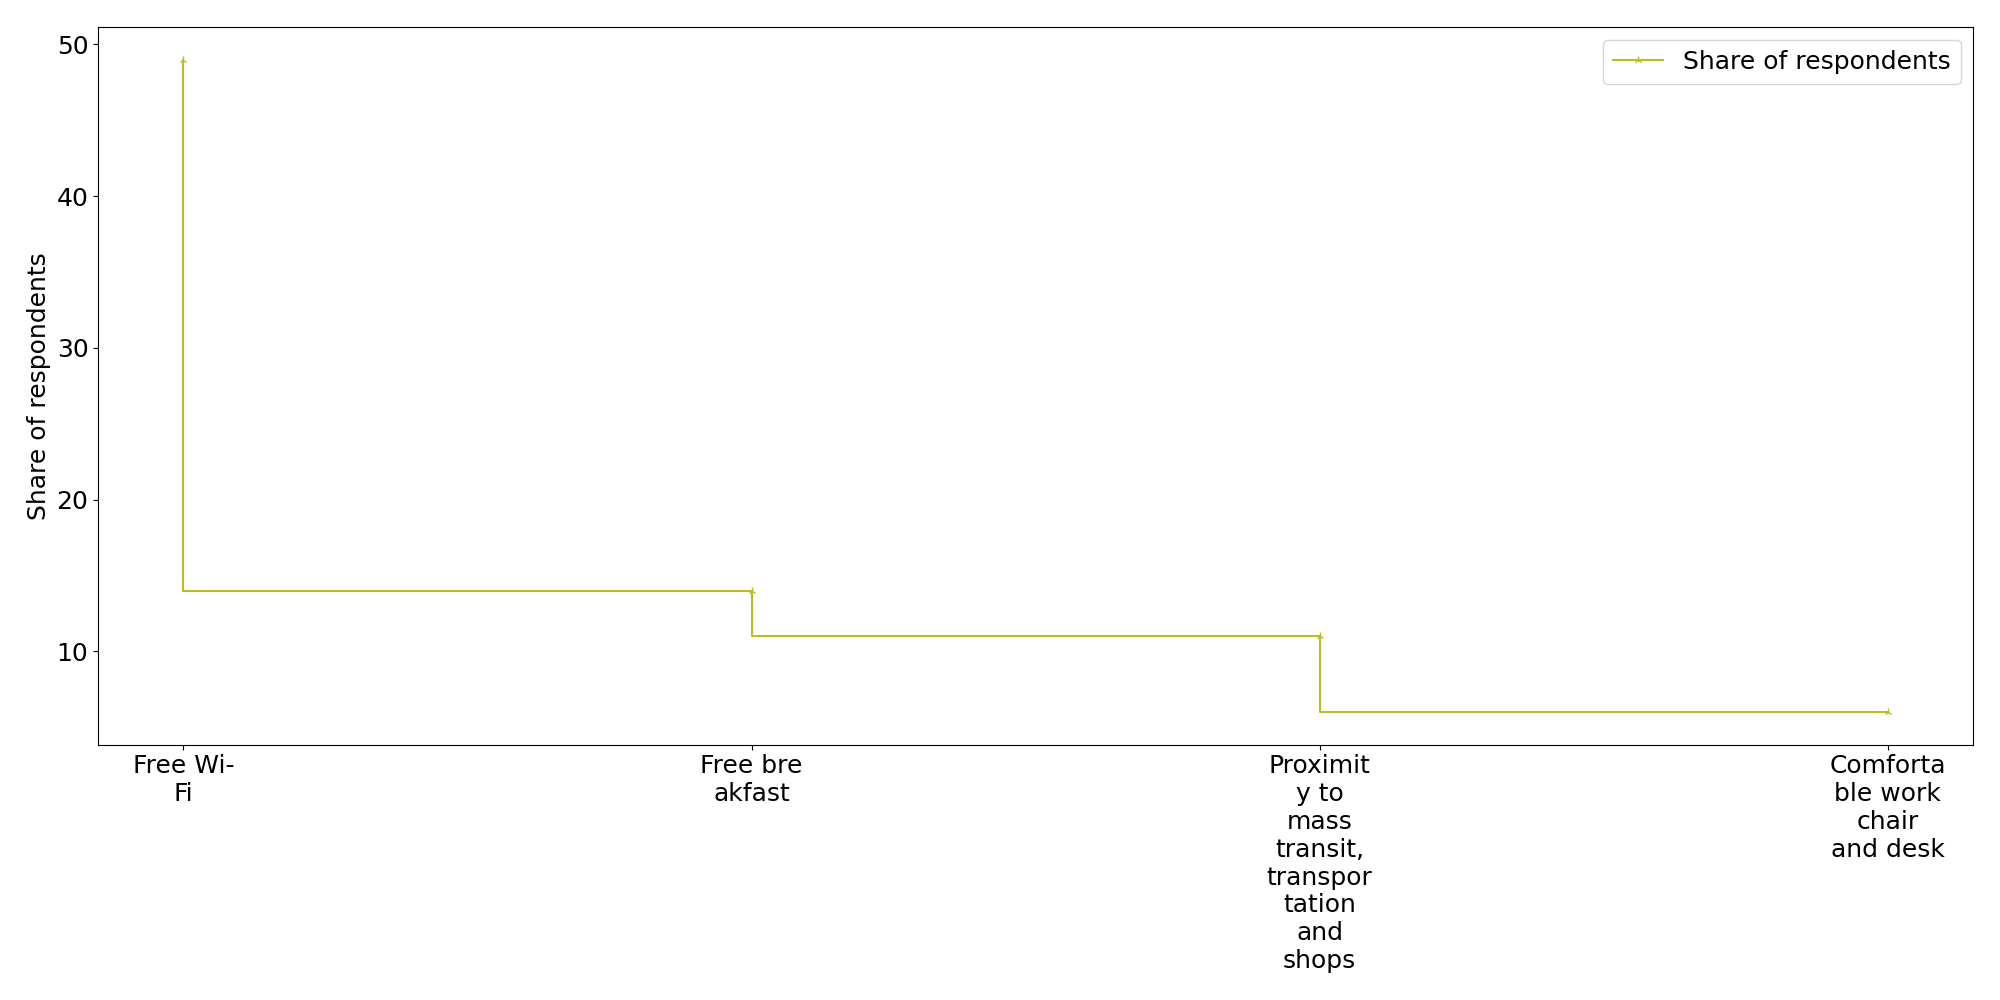 Share of respondents
50
40
30
20
10
Share of respondents
Free Wi-
Fi
Free bre
akfast
Proximit
y to
mass
transit,
transpor
tation
and
shops
Comforta
ble work
chair
and desk